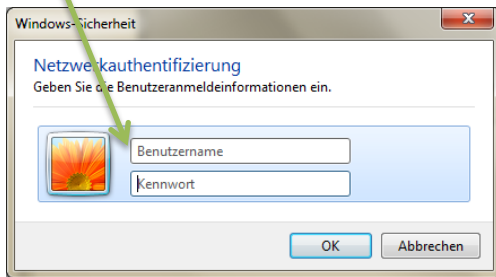 Windows-Sicherheit
Netzwerkauthentifizierung
Geben Sie die Benutzeranmeldeinformationen ein.
Benutzername
Kennwort
OK
Abbrechen